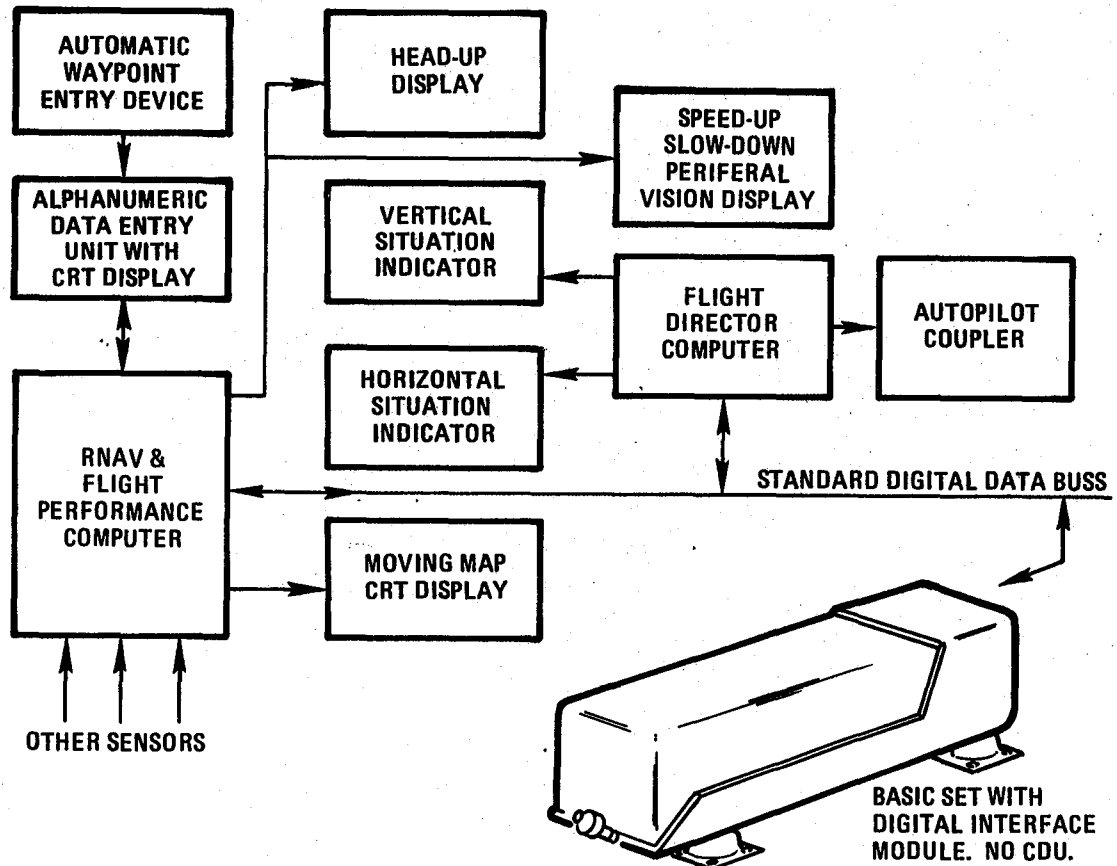 AUTOMATIC
WAYPOINT
ENTRY DEVICE
HEAD-UP
DISPLAY
SPEED-UP
SLOW-DOWN
PERIFERAL
VISION DISPLAY
ALPHANUMERIC
DATA ENTRY
UNIT WITH
CRT DISPLAY
VERTICAL
SITUATION
INDICATOR
FLIGHT
DIRECTOR
COMPUTER
AUTOPILOT
COUPLER
HORIZONTAL
SITUATION
INDICATOR
RNAV &
FLIGHT
PERFORMANCE
COMPUTER
STANDARD DIGITAL DATA BUSS
MOVING MAP
CRT DISPLAY
OTHER SENSORS
BASIC SET WITH
DIGITAL INTERFACE
MODULE. NO CDU.